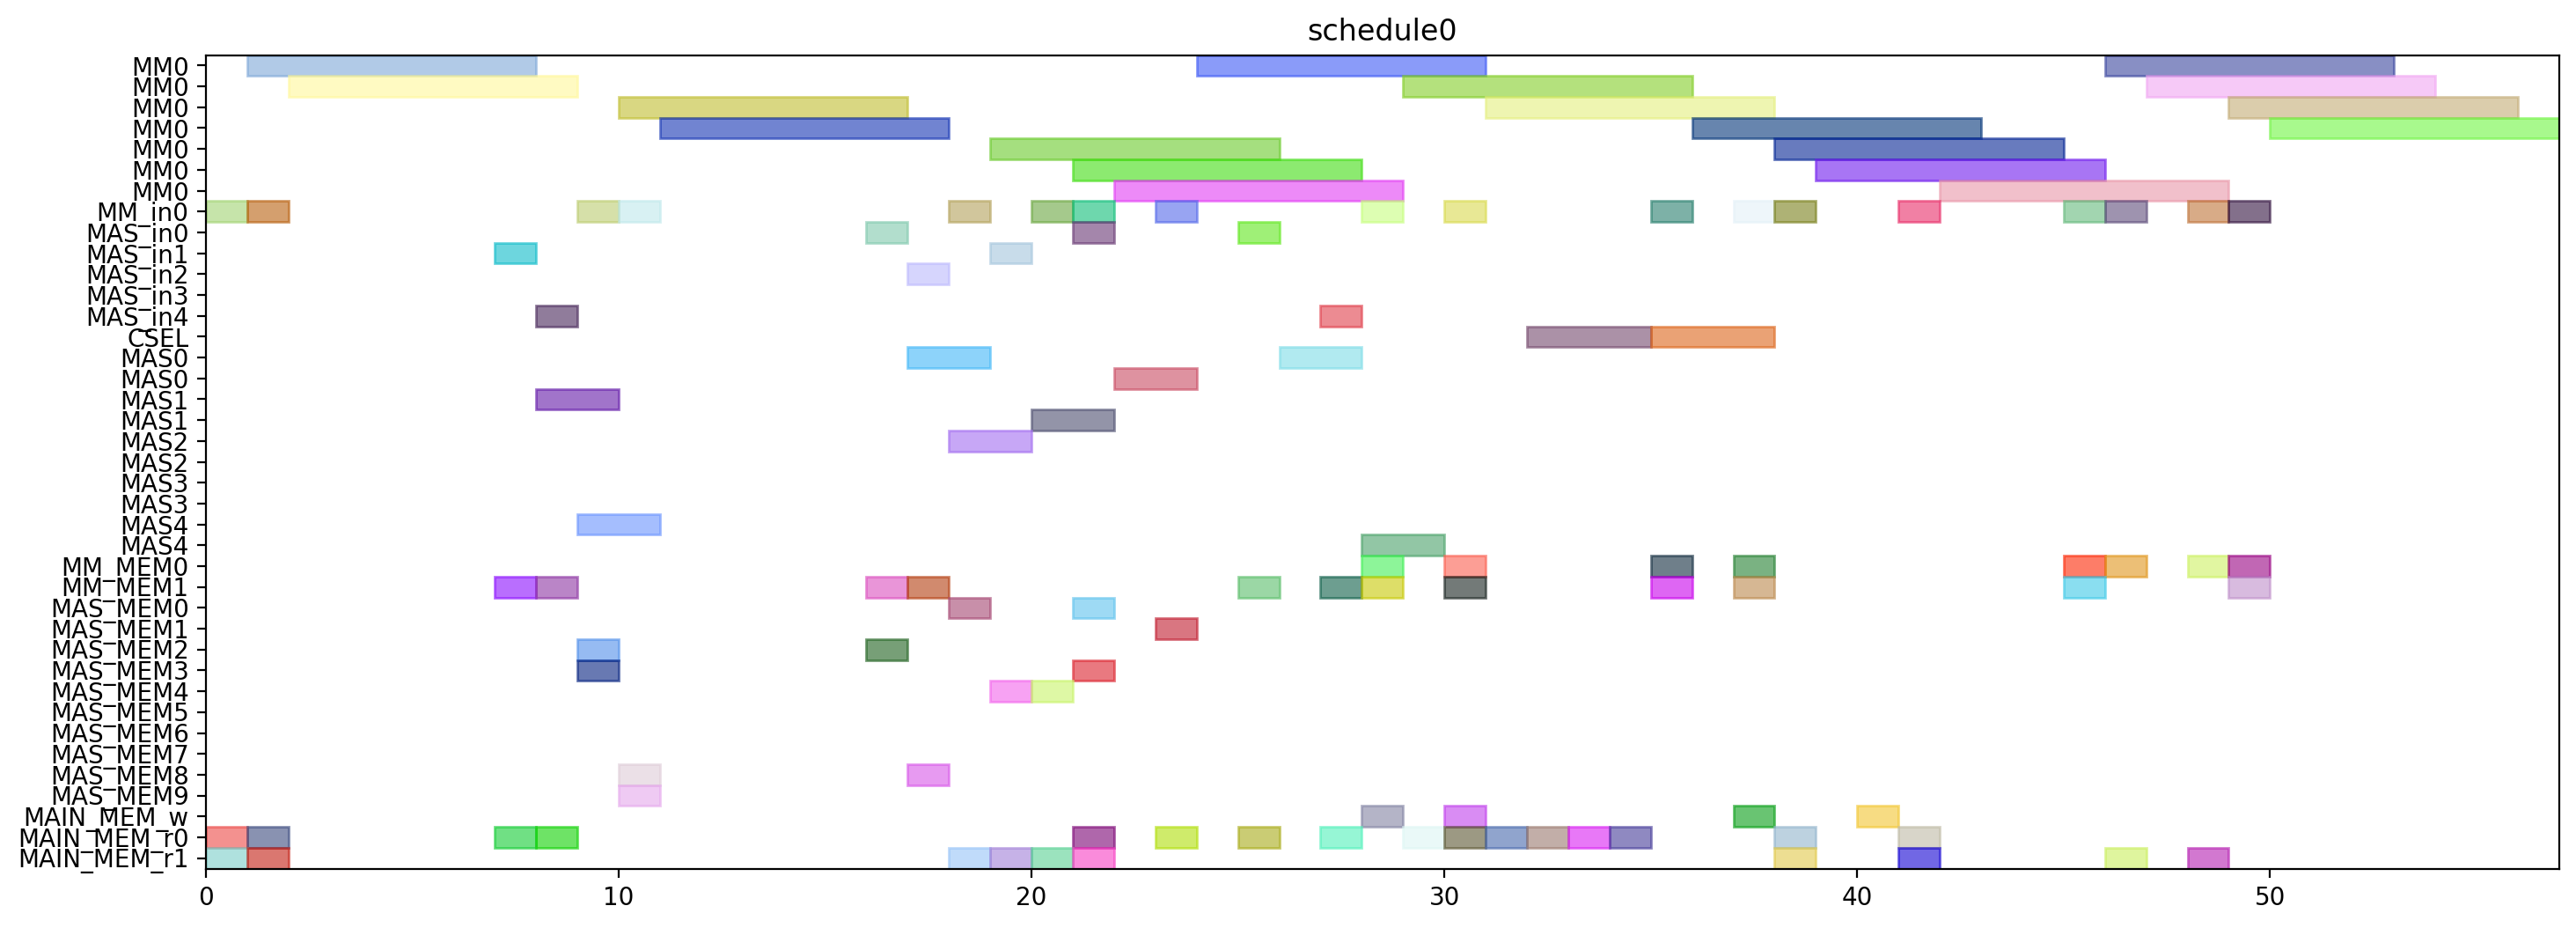 schedule0
MM0
MM0
MM0
MM0
MM0
MM0
MM0
MM_in0
MAS_in0
MAS_in1
MAS_in2
MAS_in3
MAS_in4
CSEL
MAS0
MAS0
MAS1
MAS1
MAS2
MAS2
MAS3
MAS3
MAS4
MAS4
MM_MEM0
MM_MEM1
MAS_MEM0
MAS_MEM1
MAS_MEM2
MAS_MEM3
MAS_MEM4
MAS_MEM5
MAS_MEM6
MAS_MEM7
MAS_MEM8
MAS_MEM9
MAIN_MEM_w
MAIN_MEM_r0
MAIN_MEM_r1
0 10 20 30 40 50